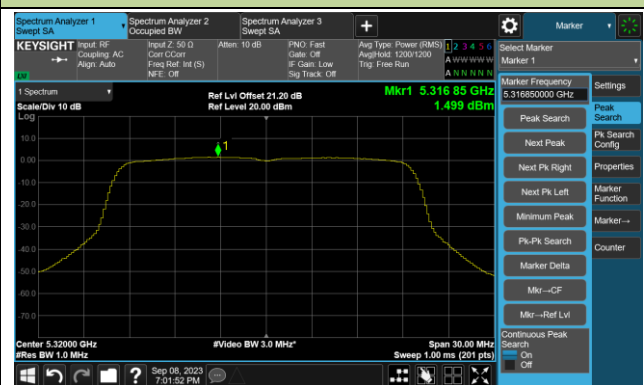 Spectrum Analyzer 1
Swept SA
Spectrum Analyzer 2
Occupied BW
Spectrum Analyzer 3
Swept SA
+
Marker
KEYSIGHT
Input: RF
Coupling: AC
Align: Auto
Input Z: 50 Ω
Corr CCorr
Freq Ref: Int (S)
NFE: Off
Atten: 10 dB
PNO: Fast
Gate: Off
IF Gain: Low
Sig Track: Off
Avg Type: Power (RMS)
Avg|Hold: 1200/1200
Trig: Free Run
1 2 3 4 5 6
A W W W W W
A N N N N N
Select Marker
Marker 1
1 Spectrum
Scale/Div 10 dB
Log
Ref Lvl Offset 21.20 dB
Ref Level 20.00 dBm
Mkr1 5.316 85 GHz
1.499 dBm
1
10.0
0.00
-10.0
-20.0
-30.0
-40.0
-50.0
-60.0
-70.0
Center 5.32000 GHz
#Res BW 1.0 MHz
#Video BW 3.0 MHz*
Span 30.00 MHz
Sweep 1.00 ms (201 pts)
Marker Frequency
5.316850000 GHz
Peak Search
Next Peak
Next Pk Right
Next Pk Left
Minimum Peak
Pk-Pk Search
Marker Delta
Mkr→CF
Mkr→Ref Lvl
Continuous Peak
Search
On
Off
Settings
Peak
Search
Pk Search
Config
Properties
Marker
Function
Marker→
Counter
?
Sep 08, 2023
7:01:52 PM